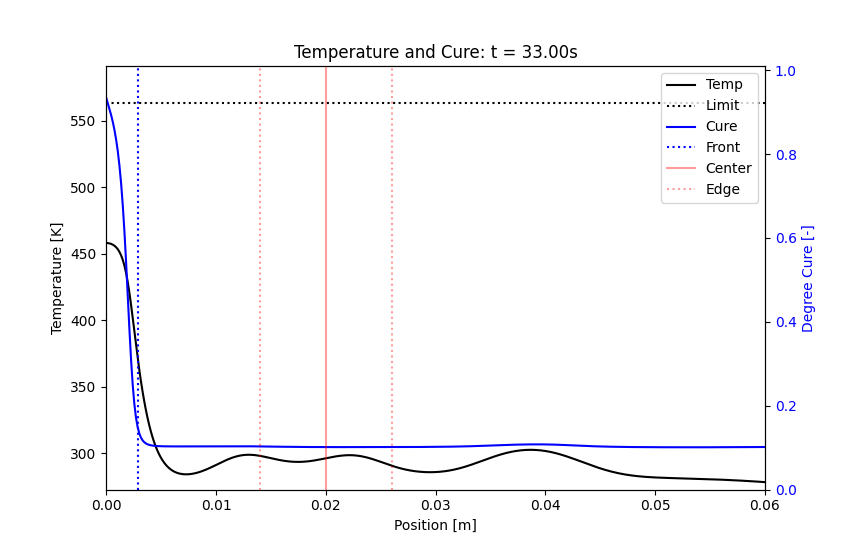 Temperature and Cure: t = 33.00s
Temp
Limit
Cure
Front
Center
Edge
Temperature [K]
550
500
450
400
350
300
1.0
0.8
0.6
0.4
0.2
0.0
Degree Cure [-]
0.00
0.01
0.02
0.03
0.04
0.05
0.06
Position [m]